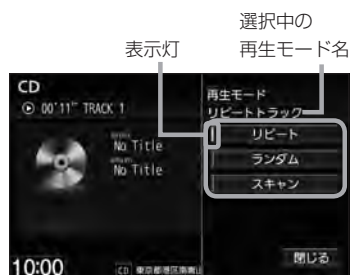 選択中の
表示灯
再生モード名
CD
00'11" TRACK 1
再生モード
リピートトラック
No Title
No Title
リピート
ランダム
スキャン
10:00
CD
閉じる